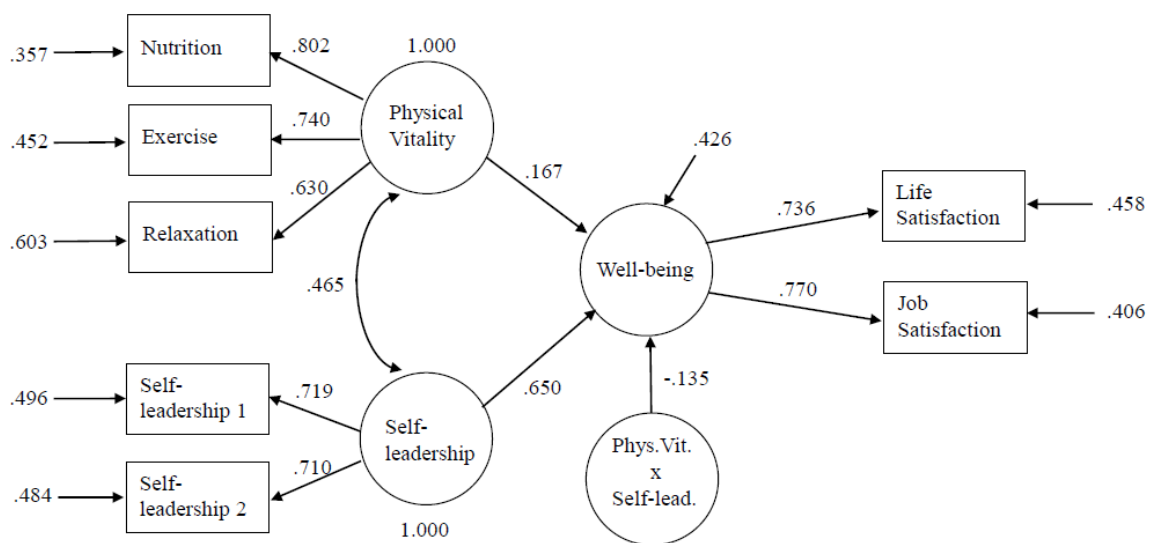 .357
Nutrition
.802
1.000
Physical
Vitality
.452
Exercise
.740
.426
.167
.630
.603
Relaxation
Life
Satisfaction
.736
.458
Well-being
.465
.770
Job
Satisfaction
.406
.496
Self-
leadership 1
.719
.650
-.135
Self-
leadership
Phys.Vit.
x
Self-lead.
.710
.484
Self-
leadership 2
1.000